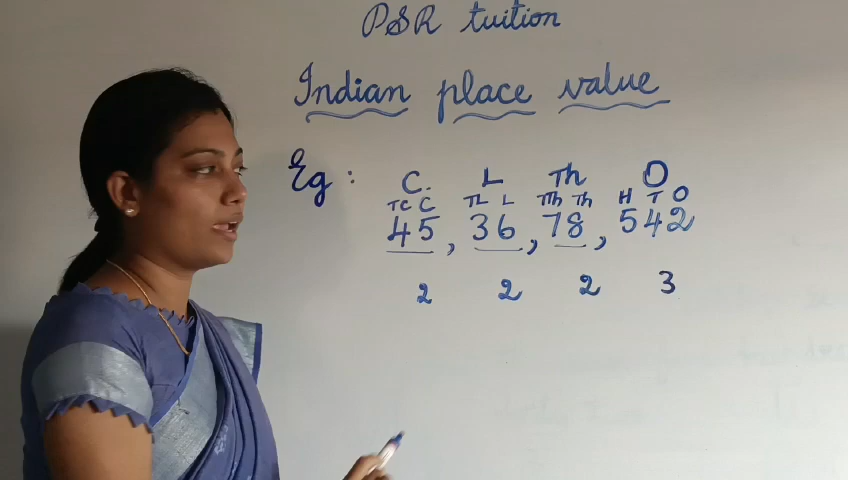 PSR tuition
Indian place value
Eg : C. L Th O
TC C TL L TTh Th H T O
45, 36, 78, 542
2 2 2 3